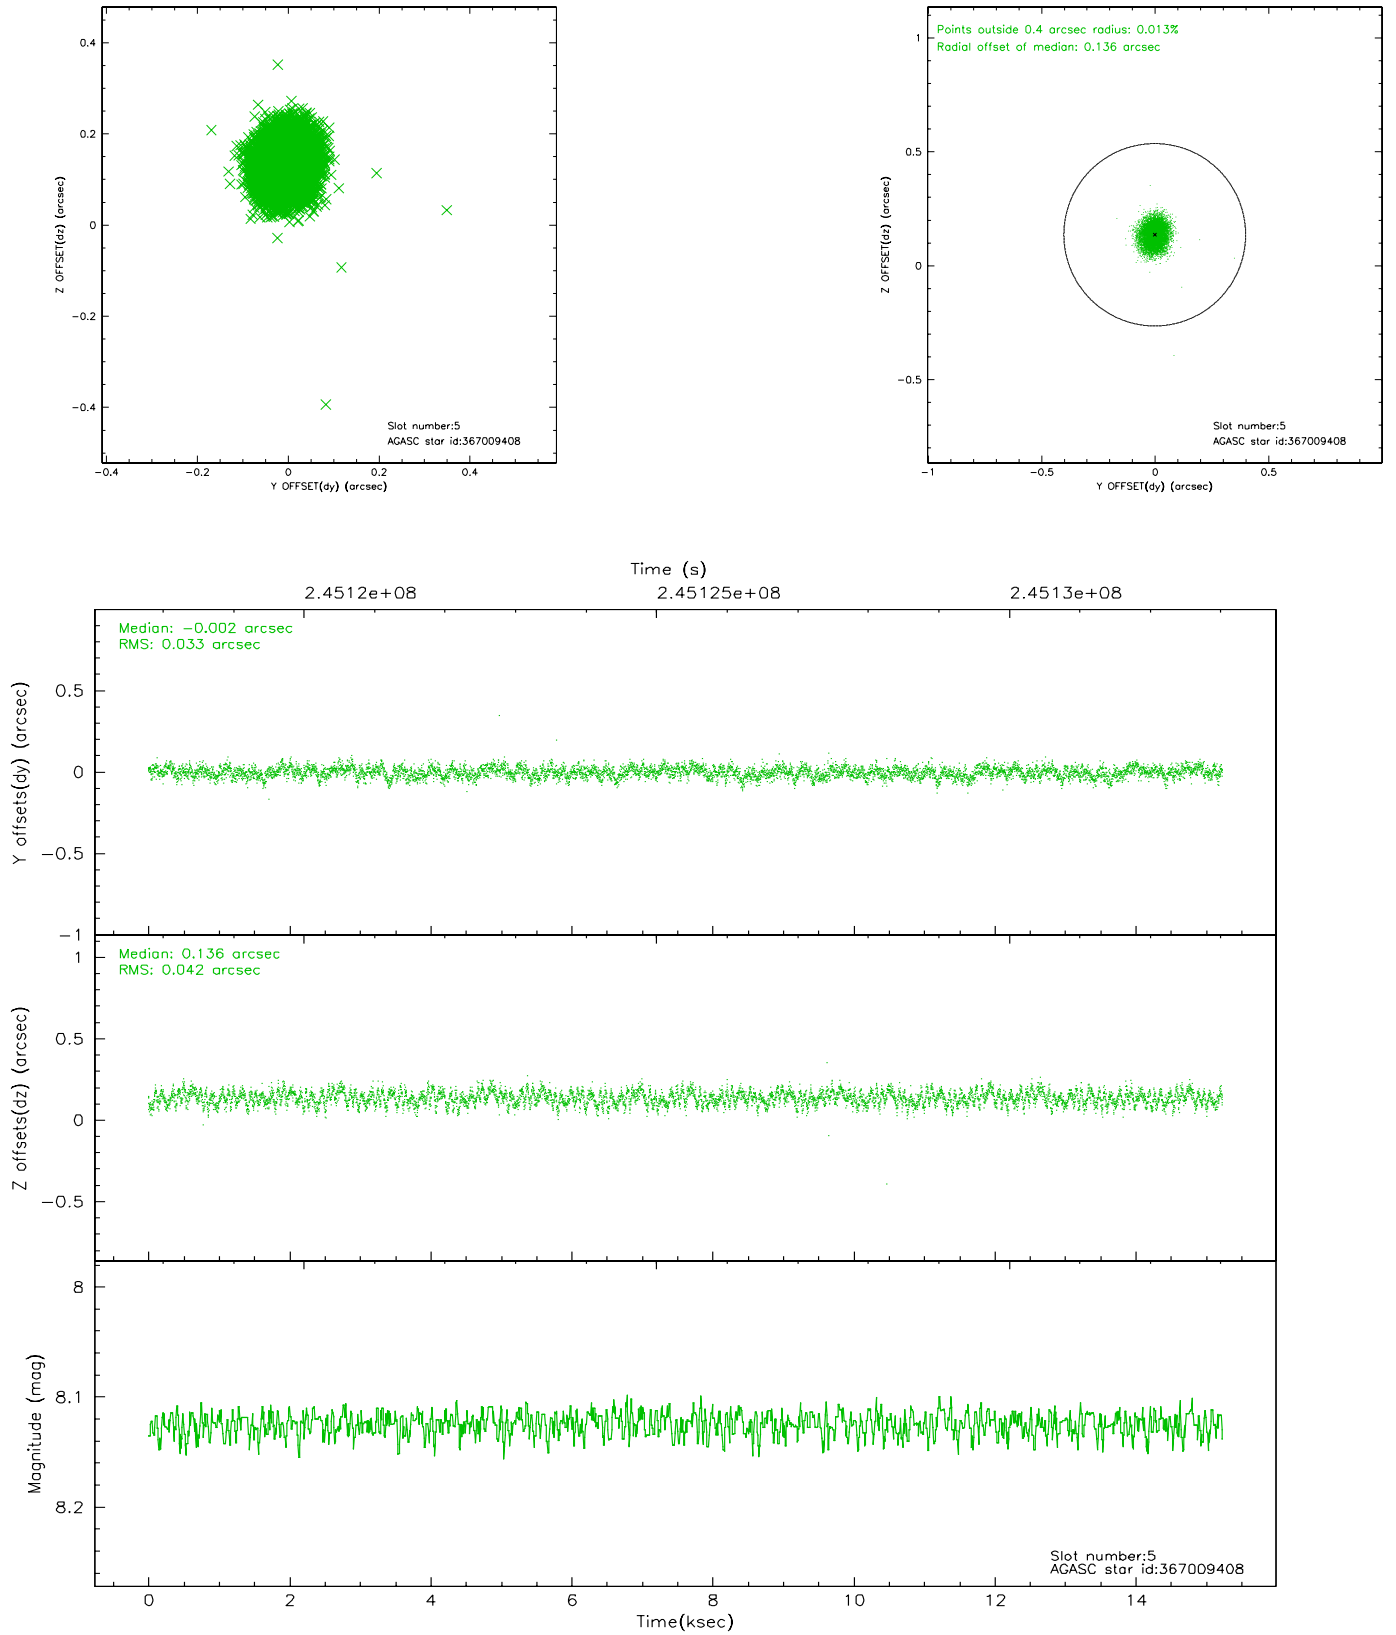 0.4
0.2
0
−0.2
−0.4
Z OFFSET(dz) (arcsec)
Slot number:5
AGASC star id:367009408
−0.4 −0.2 0 0.2 0.4
Y OFFSET(dy) (arcsec)
Points outside 0.4 arcsec radius: 0.013%
Radial offset of median: 0.136 arcsec
1
0.5
0
−0.5
Z OFFSET(dz) (arcsec)
Slot number:5
AGASC star id:367009408
−1 −0.5 0 0.5
Y OFFSET(dy) (arcsec)
Time (s)
2.4512e+08 2.45125e+08 2.4513e+08
Median: −0.002 arcsec
RMS: 0.033 arcsec
0.5
0
−0.5
−1
Y offsets(dy) (arcsec)
Median: 0.136 arcsec
RMS: 0.042 arcsec
1
0.5
0
−0.5
Z offsets(dz) (arcsec)
8
8.1
8.2
Magnitude (mag)
Slot number:5
AGASC star id:367009408
0 2 4 6 8 10 12 14
Time(ksec)